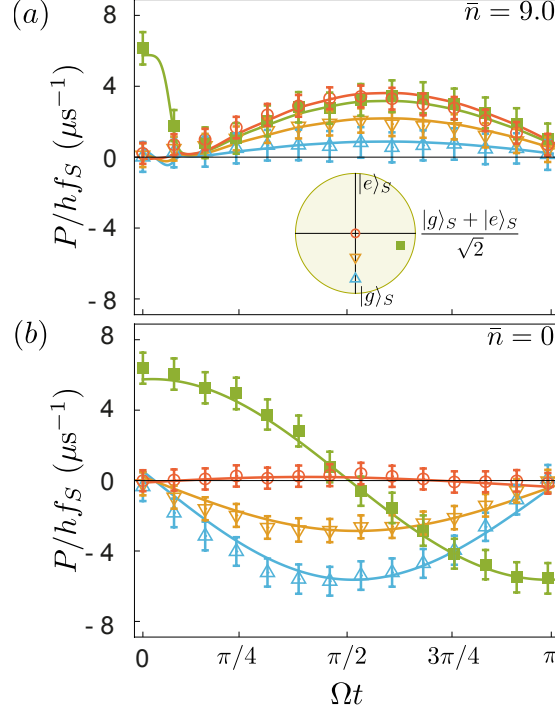 (a)
n̄ = 9.0
P/hf_S (μs⁻¹)
8
4
0
- 4
- 8
|e⟩_S
|g⟩_S + |e⟩_S
√2
|g⟩_S
(b)
n̄ = 0
P/hf_S (μs⁻¹)
8
4
0
- 4
- 8
0 π/4 π/2 3π/4 π
Ωt